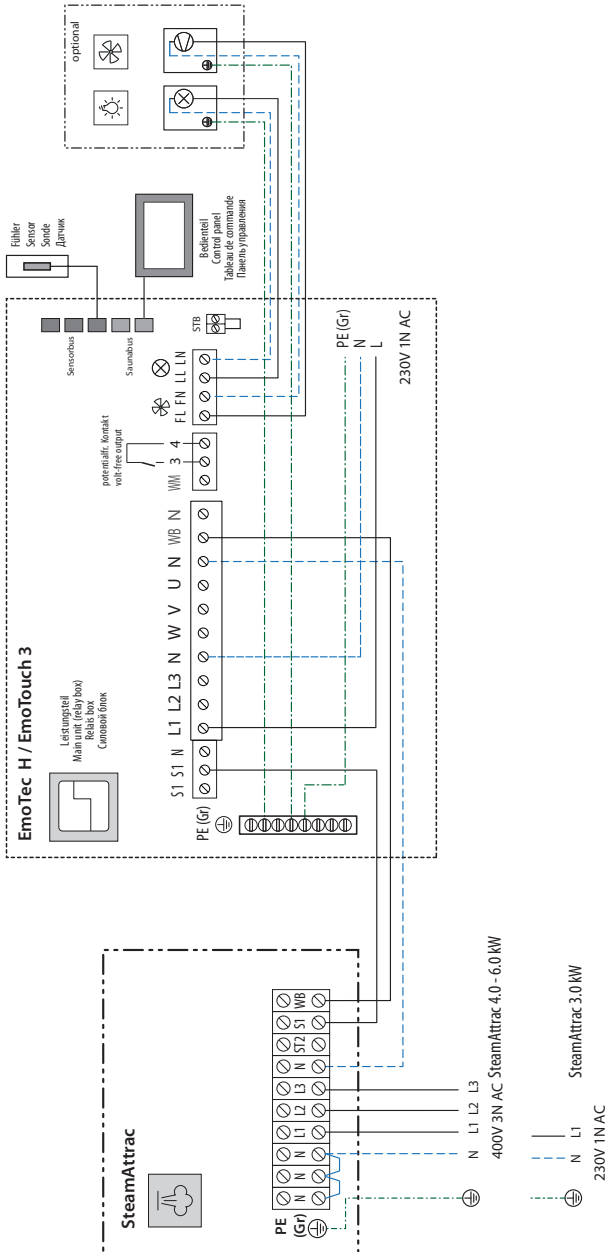 optional
Fühler
Sensor
Sonde
Датчик
Bedienteil
Control panel
Tableau de commande
Панель управления
EmoTec H / EmoTouch 3
Leistungsteil
Main unit (relay box)
Relais box
Силовой блок
Sensorbus
Saunabus
STB
potentialfr. Kontakt
volt-free output
PE (Gr)
S1 S1 N
L1 L2 L3 N W V U N WB N
WM 3 4
FL FN LL LN
PE (Gr)
N
L
230V 1N AC
SteamAttrac
PE
(Gr)
N N N L1 L2 L3 N ST2 S1 WB
N L1 L2 L3
400V 3N AC SteamAttrac 4.0 - 6.0 kW
N L1 SteamAttrac 3.0 kW
230V 1N AC